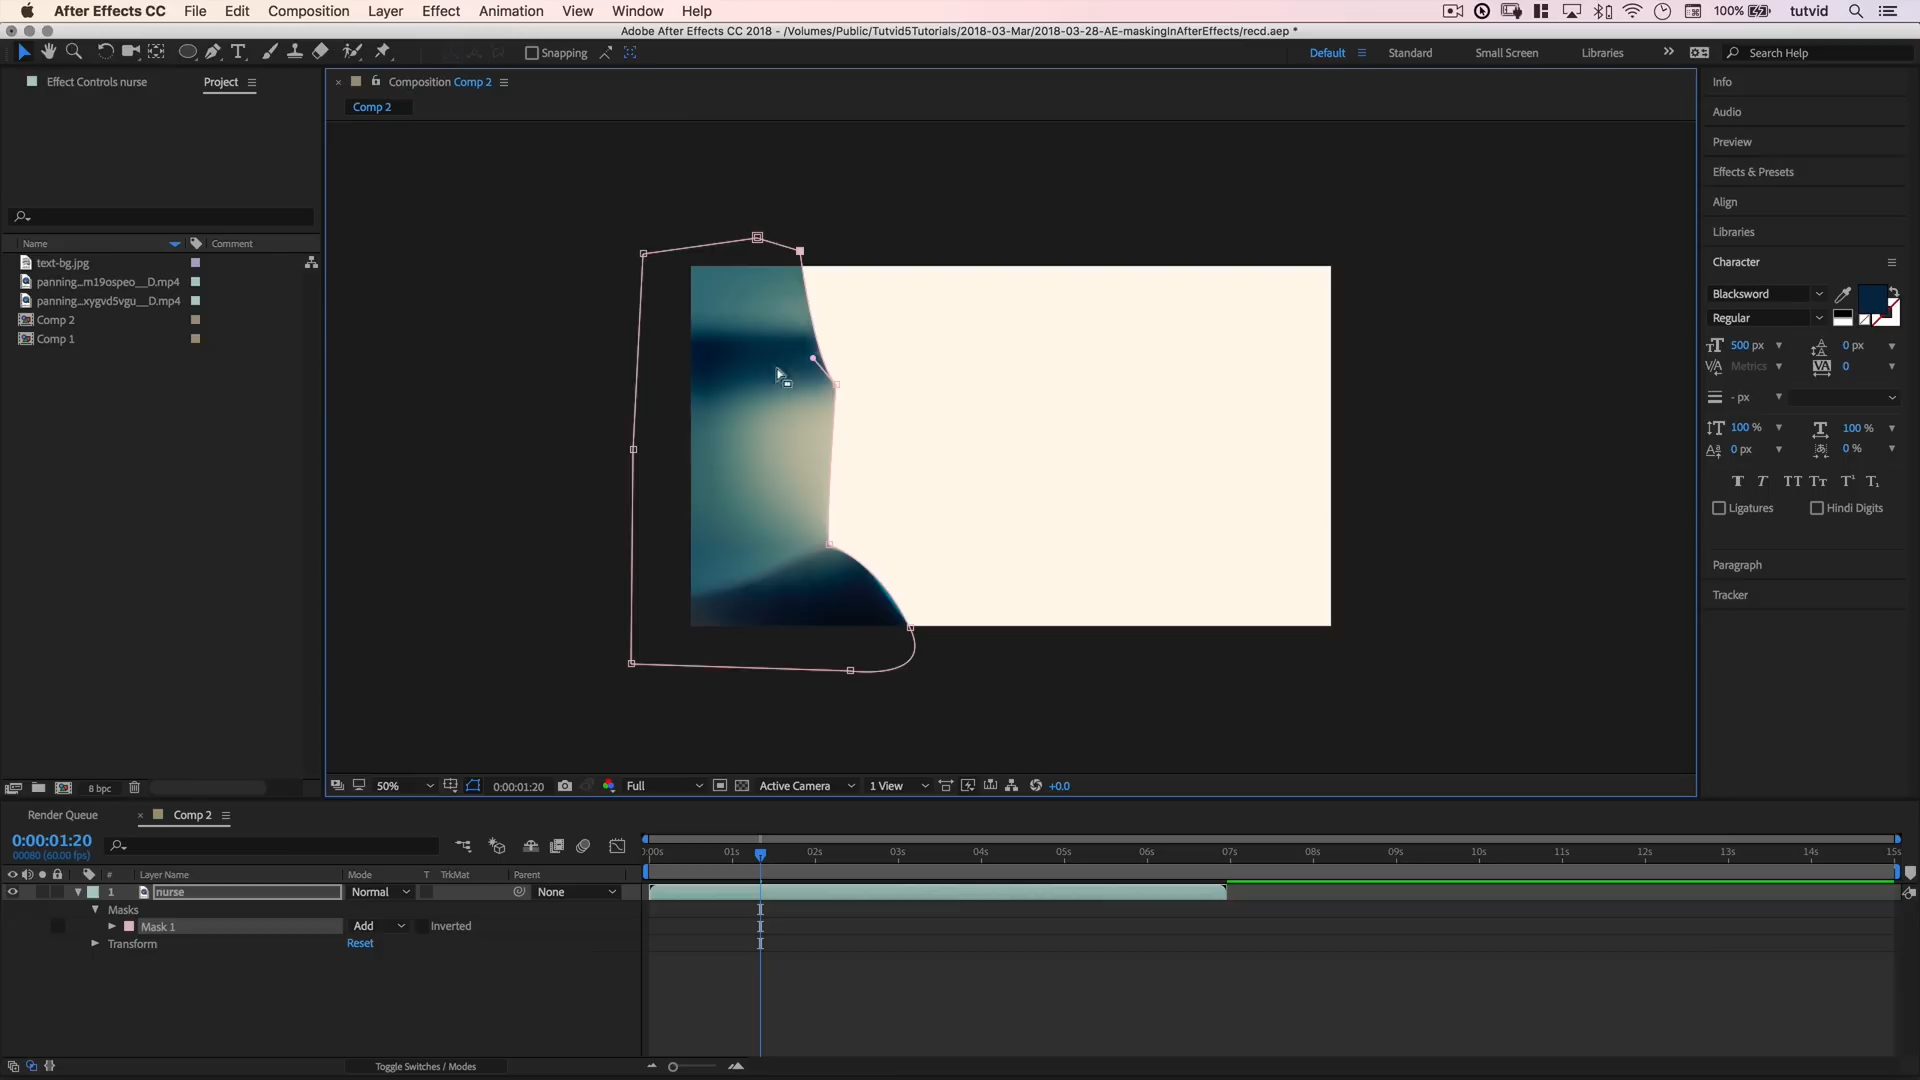 After Effects CC File Edit Composition Layer Effect Animation View Window Help 100% tutvid
Adobe After Effects CC 2018 - /Volumes/Public/Tutvid5Tutorials/2018-03-Mar/2018-03-28-AE-maskingInAfterEffects/recd.aep *
Snapping Default Standard Small Screen Libraries Search Help
Effect Controls nurse Project
Composition Comp 2
Comp 2
Name Comment
text-bg.jpg
panning...rn19ospeo__D.mp4
panning...xygvd5vgu__D.mp4
Comp 2
Comp 1
Info
Audio
Preview
Effects & Presets
Align
Libraries
Character
Blacksword
Regular
500 px 0 px
Metrics 0
- px
100 % 100 %
0 px 0 %
T T TT Tr T¹ T₁
Ligatures Hindi Digits
Paragraph
Tracker
8 bpc
50% 0:00:01:20 Full Active Camera 1 View +0.0
Render Queue Comp 2
0:00:01:20
00080 (60.00 fps)
# Layer Name Mode T TrkMat Parent
:00s 01s 02s 03s 04s 05s 06s 07s 08s 09s 10s 11s 12s 13s 14s 15s
1 nurse Normal None
Masks
Mask 1 Add Inverted
Transform Reset
Toggle Switches / Modes